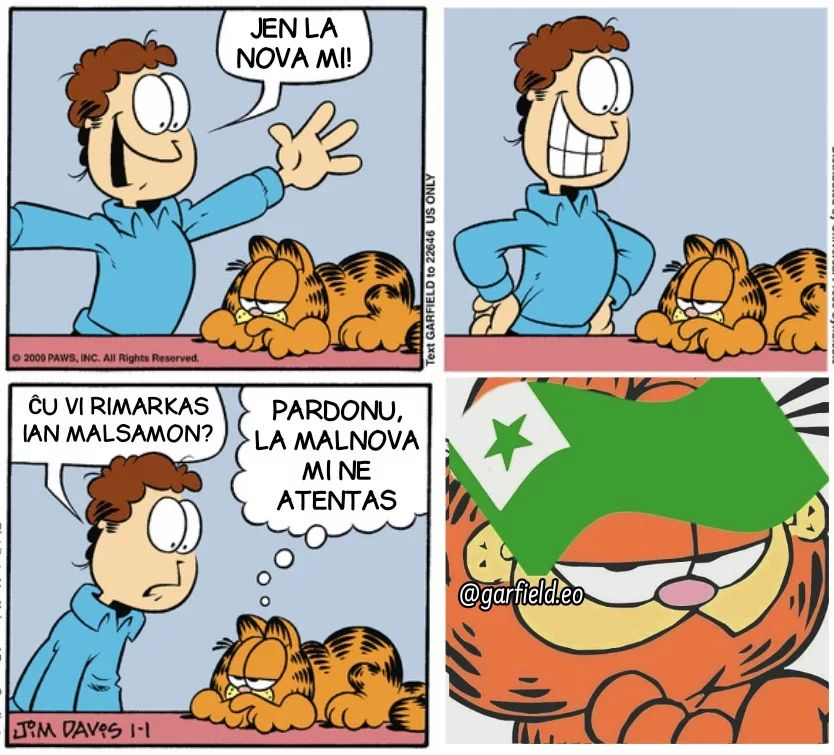 JEN LA
NOVA MI!
Text GARFIELD to 22646 US ONLY
© 2009 PAWS, INC. All Rights Reserved.
ĈU VI RIMARKAS
IAN MALSAMON?
PARDONU,
LA MALNOVA
MI NE
ATENTAS
JiM DAViS 1-1
@garfield.eo